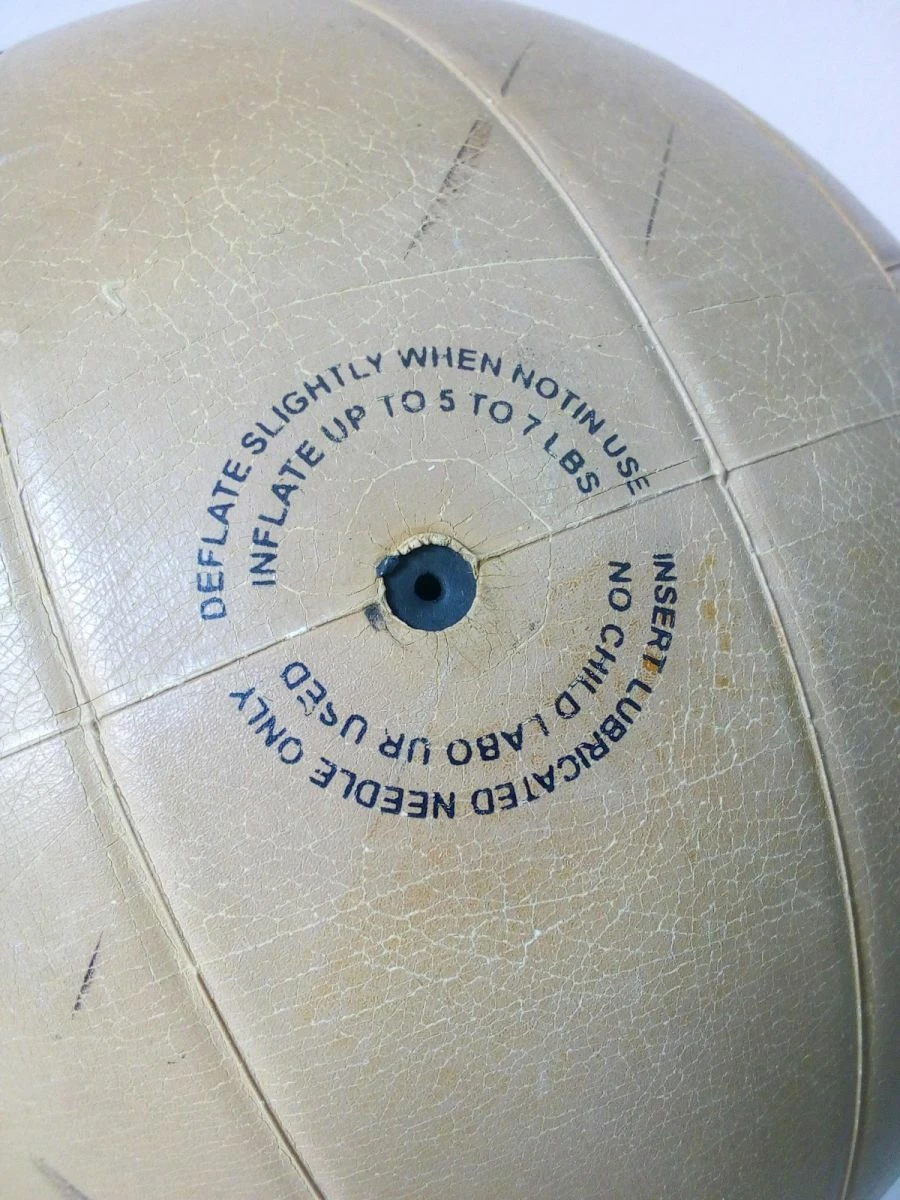 DEFLATE SLIGHTLY WHEN NOTIN USE
INFLATE UP TO 5 TO 7 LBS
INSERT LUBRICATED NEEDLE ONLY
NO CHILD LABO UR USED